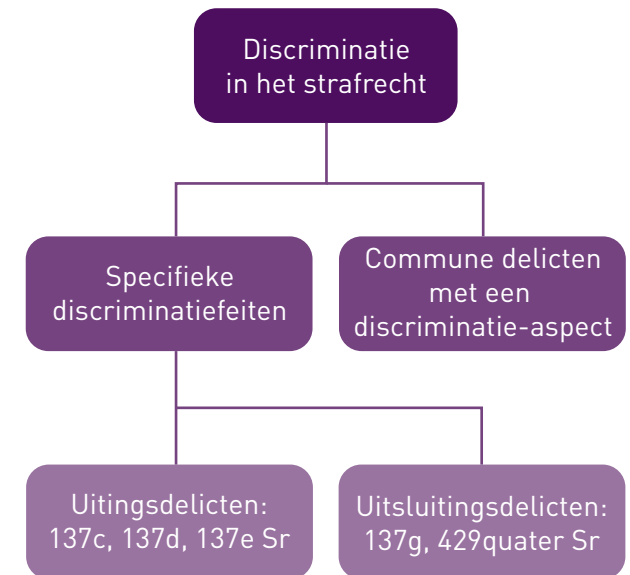 Discriminatie
in het strafrecht
Specifieke
discriminatiefeiten
Commune delicten
met een
discriminatie-aspect
Uitingsdelicten:
137c, 137d, 137e Sr
Uitsluitingsdelicten:
137g, 429quater Sr